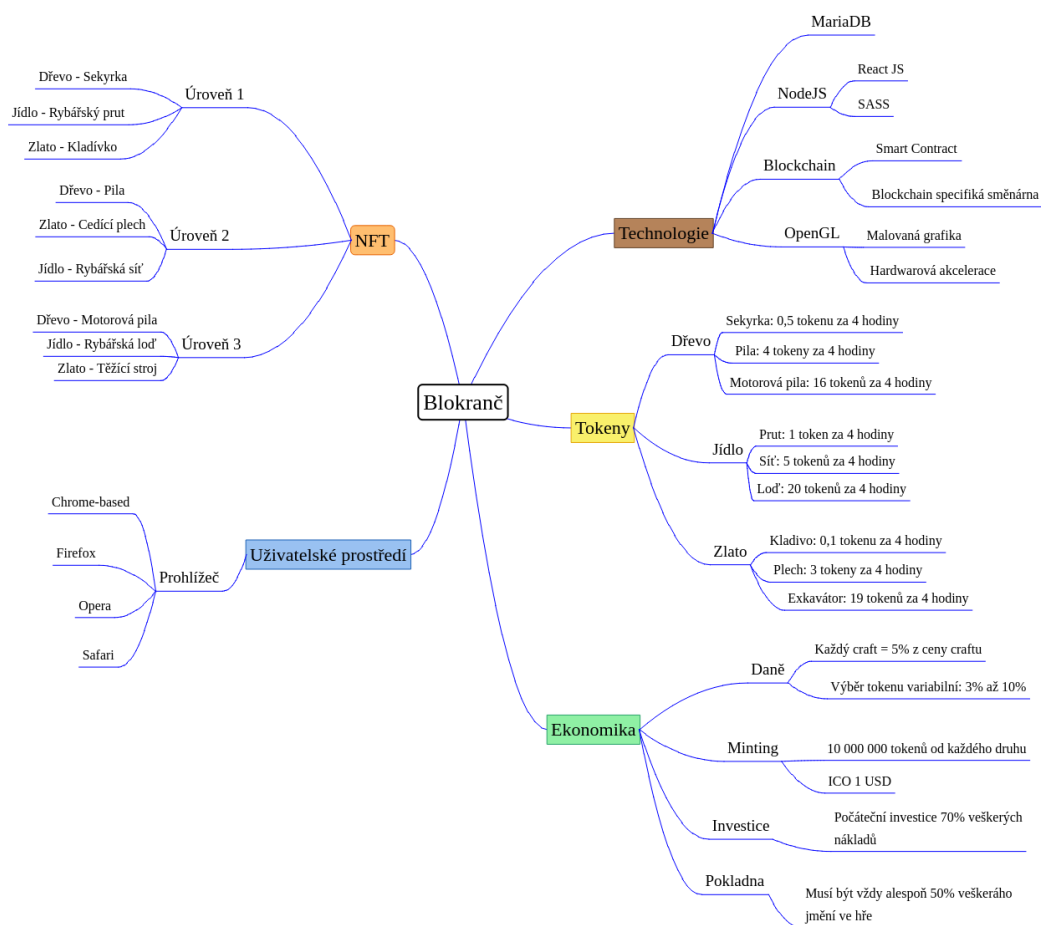 Blokranč
NFT
Úroveň 1
Dřevo - Sekyrka
Jídlo - Rybářský prut
Zlato - Kladívko
Úroveň 2
Dřevo - Pila
Zlato - Cedící plech
Jídlo - Rybářská síť
Úroveň 3
Dřevo - Motorová pila
Jídlo - Rybářská loď
Zlato - Těžící stroj
Uživatelské prostředí
Prohlížeč
Chrome-based
Firefox
Opera
Safari
Technologie
MariaDB
NodeJS
React JS
SASS
Blockchain
Smart Contract
Blockchain specifiká směnárna
OpenGL
Malovaná grafika
Hardwarová akcelerace
Tokeny
Dřevo
Sekyrka: 0,5 tokenu za 4 hodiny
Pila: 4 tokeny za 4 hodiny
Motorová pila: 16 tokenů za 4 hodiny
Jídlo
Prut: 1 token za 4 hodiny
Síť: 5 tokenů za 4 hodiny
Loď: 20 tokenů za 4 hodiny
Zlato
Kladivo: 0,1 tokenu za 4 hodiny
Plech: 3 tokeny za 4 hodiny
Exkavátor: 19 tokenů za 4 hodiny
Ekonomika
Daně
Každý craft = 5% z ceny craftu
Výběr tokenu variabilní: 3% až 10%
Minting
10 000 000 tokenů od každého druhu
ICO 1 USD
Investice
Počáteční investice 70% veškerých
nákladů
Pokladna
Musí být vždy alespoň 50% veškeráho
jmění ve hře